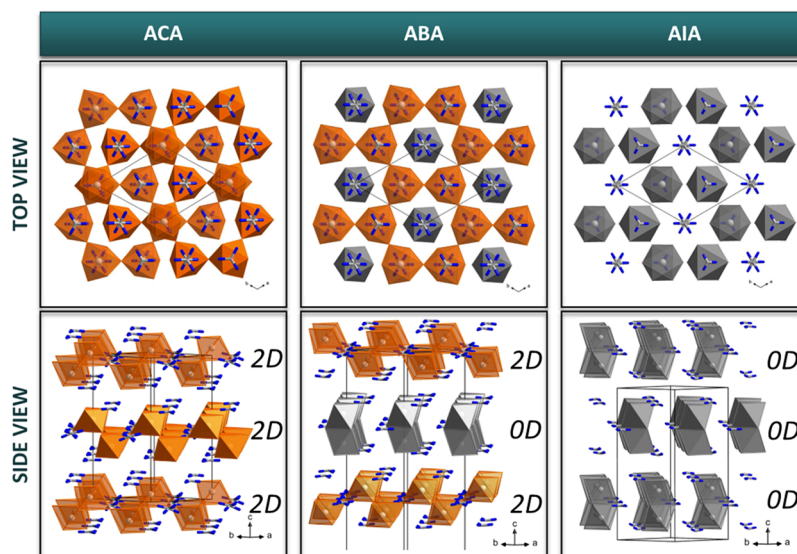 ACA ABA AIA
TOP VIEW
b a b a b a
SIDE VIEW
2D 2D 0D
2D 0D 0D
2D 2D 0D
c c c
b a b a b a